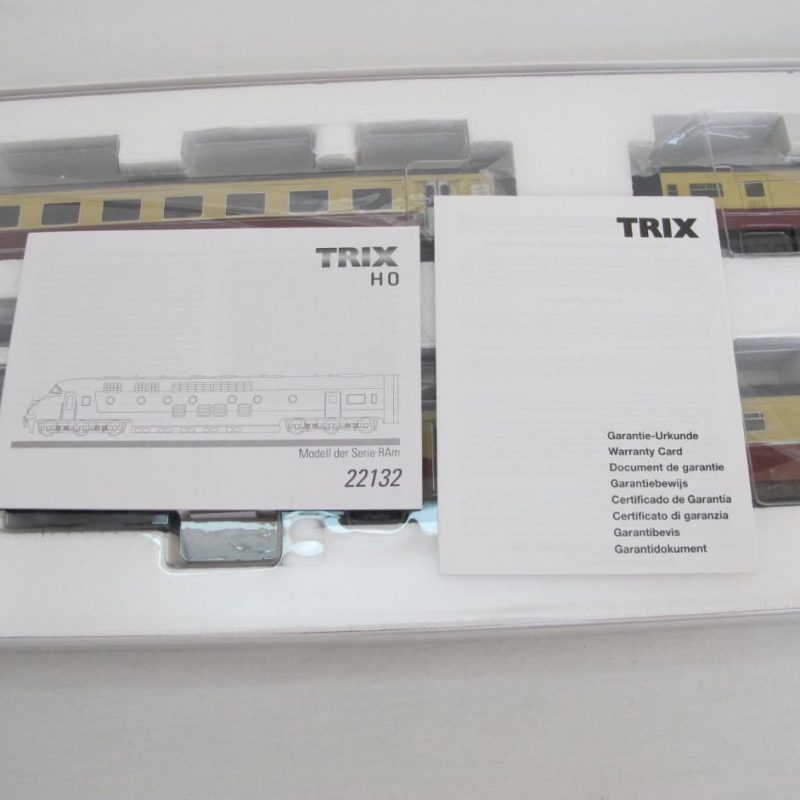 TRIX
H0
Modell der Serie RAm
22132
TRIX
Garantie-Urkunde
Warranty Card
Document de garantie
Garantiebewijs
Certificado de Garantía
Certificato di garanzia
Garantibevis
Garantidokument